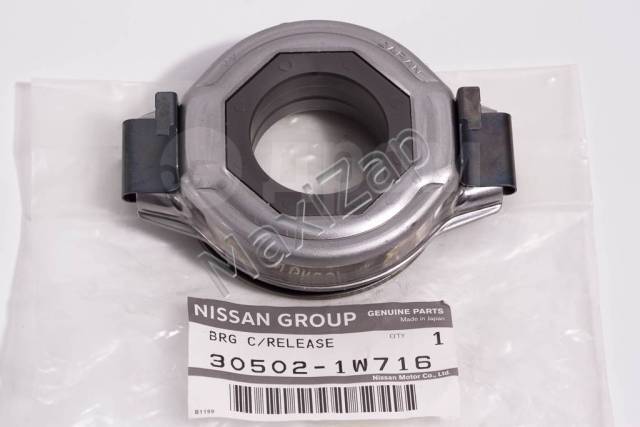 JAPAN
MaxiZap
NISSAN GROUP
GENUINE PARTS
Made in Japan
BRG C/RELEASE
QTY 1
30502-1W716
Nissan Motor Co., Ltd.
B1199